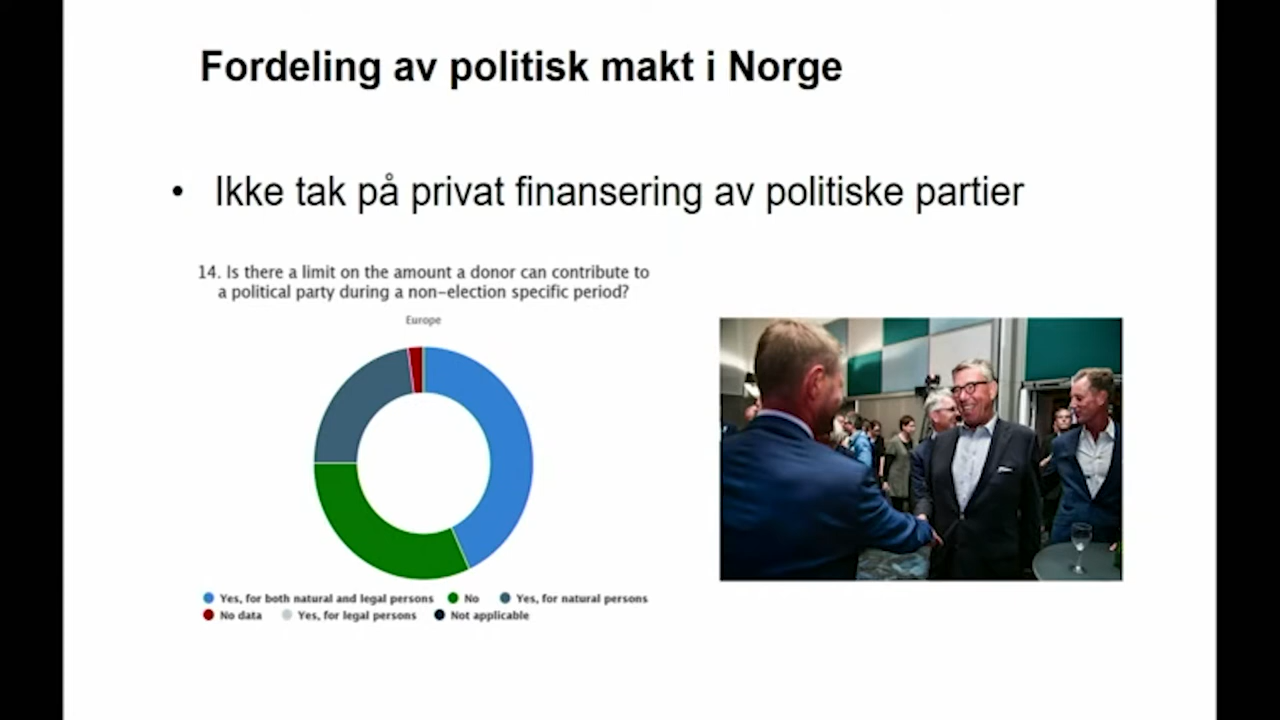 Fordeling av politisk makt i Norge
• Ikke tak på privat finansering av politiske partier
14. Is there a limit on the amount a donor can contribute to
a political party during a non-election specific period?
Europe
Yes, for both natural and legal persons No Yes, for natural persons
No data Yes, for legal persons Not applicable